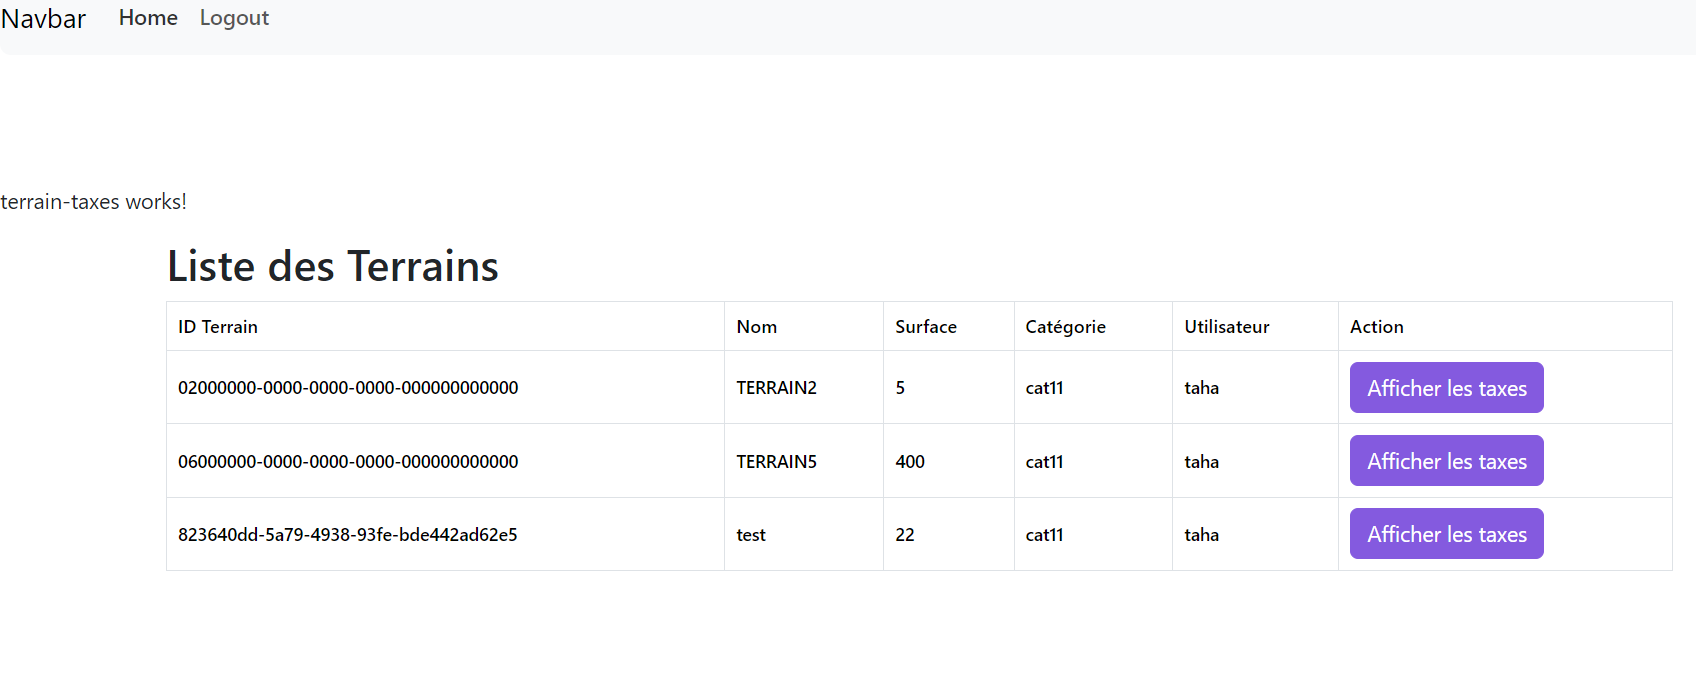 Navbar Home Logout
terrain-taxes works!
Liste des Terrains
ID Terrain Nom Surface Catégorie Utilisateur Action
02000000-0000-0000-0000-000000000000 TERRAIN2 5 cat11 taha Afficher les taxes
06000000-0000-0000-0000-000000000000 TERRAIN5 400 cat11 taha Afficher les taxes
823640dd-5a79-4938-93fe-bde442ad62e5 test 22 cat11 taha Afficher les taxes